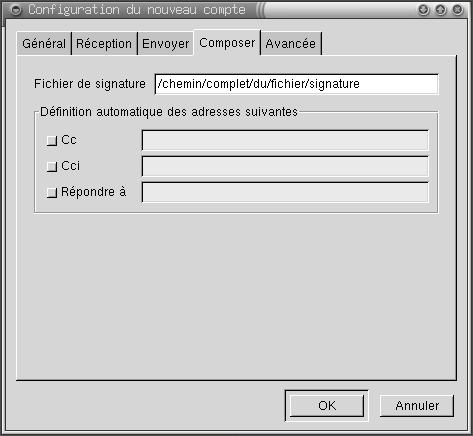 Configuration du nouveau compte
Général Réception Envoyer Composer Avancée
Fichier de signature /chemin/complet/du/fichier/signature
Définition automatique des adresses suivantes
Cc
Cci
Répondre à
OK Annuler